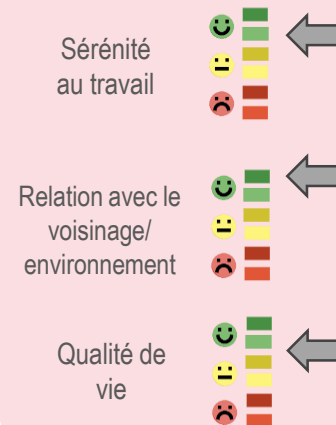 Sérénité
au travail
Relation avec le
voisinage/
environnement
Qualité de
vie